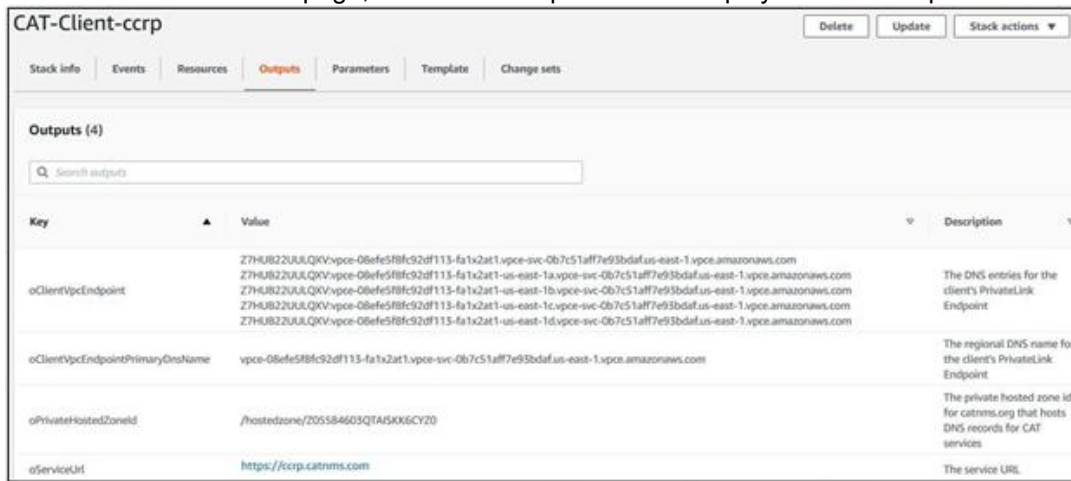 CAT-Client-ccrp
Delete
Update
Stack actions
Stack info
Events
Resources
Outputs
Parameters
Template
Change sets
Outputs (4)
Search outputs
Key
Value
Description
oClientVpcEndpoint
Z7HUB22UULQXV:vpce-08efe5f8fc92df113-fa1x2at1.vpce-svc-0b7c51aff7e93bdaf.us-east-1.vpce.amazonaws.com
Z7HUB22UULQXV:vpce-08efe5f8fc92df113-fa1x2at1-us-east-1a.vpce-svc-0b7c51aff7e93bdaf.us-east-1.vpce.amazonaws.com
Z7HUB22UULQXV:vpce-08efe5f8fc92df113-fa1x2at1-us-east-1b.vpce-svc-0b7c51aff7e93bdaf.us-east-1.vpce.amazonaws.com
Z7HUB22UULQXV:vpce-08efe5f8fc92df113-fa1x2at1-us-east-1c.vpce-svc-0b7c51aff7e93bdaf.us-east-1.vpce.amazonaws.com
Z7HUB22UULQXV:vpce-08efe5f8fc92df113-fa1x2at1-us-east-1d.vpce-svc-0b7c51aff7e93bdaf.us-east-1.vpce.amazonaws.com
The DNS entries for the
client's PrivateLink
Endpoint
oClientVpcEndpointPrimaryDnsName
vpce-08efe5f8fc92df113-fa1x2at1.vpce-svc-0b7c51aff7e93bdaf.us-east-1.vpce.amazonaws.com
The regional DNS name for
the client's PrivateLink
Endpoint
oPrivateHostedZoneId
/hostedzone/Z05584603QTAISKK6CYZ0
The private hosted zone id
for catnms.org that hosts
DNS records for CAT
services
oServiceUrl
https://ccrp.catnms.com
The service URL